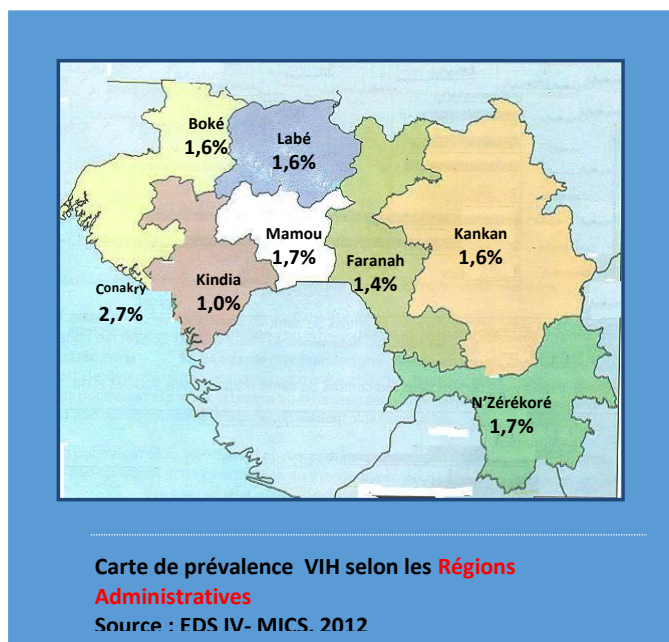 Boké
1,6%
Labé
1,6%
Mamou
1,7%
Kankan
1,6%
Faranah
1,4%
Kindia
1,0%
Conakry
2,7%
N'Zérékoré
1,7%
Carte de prévalence VIH selon les Régions
Administratives
Source : EDS IV- MICS, 2012